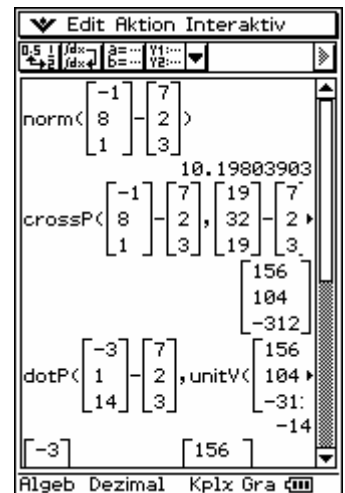 Edit Aktion Interaktiv
norm([-1 8 1]-[7 2 3])
10.19803903
crossP([-1 8 1]-[7 2 3],[19 32 19]-[7 2 3
[156 104 -312]
dotP([-3 1 14]-[7 2 3],unitV([156 104 -31
-14
[-3] [156]
Algeb Dezimal Kplx Gra